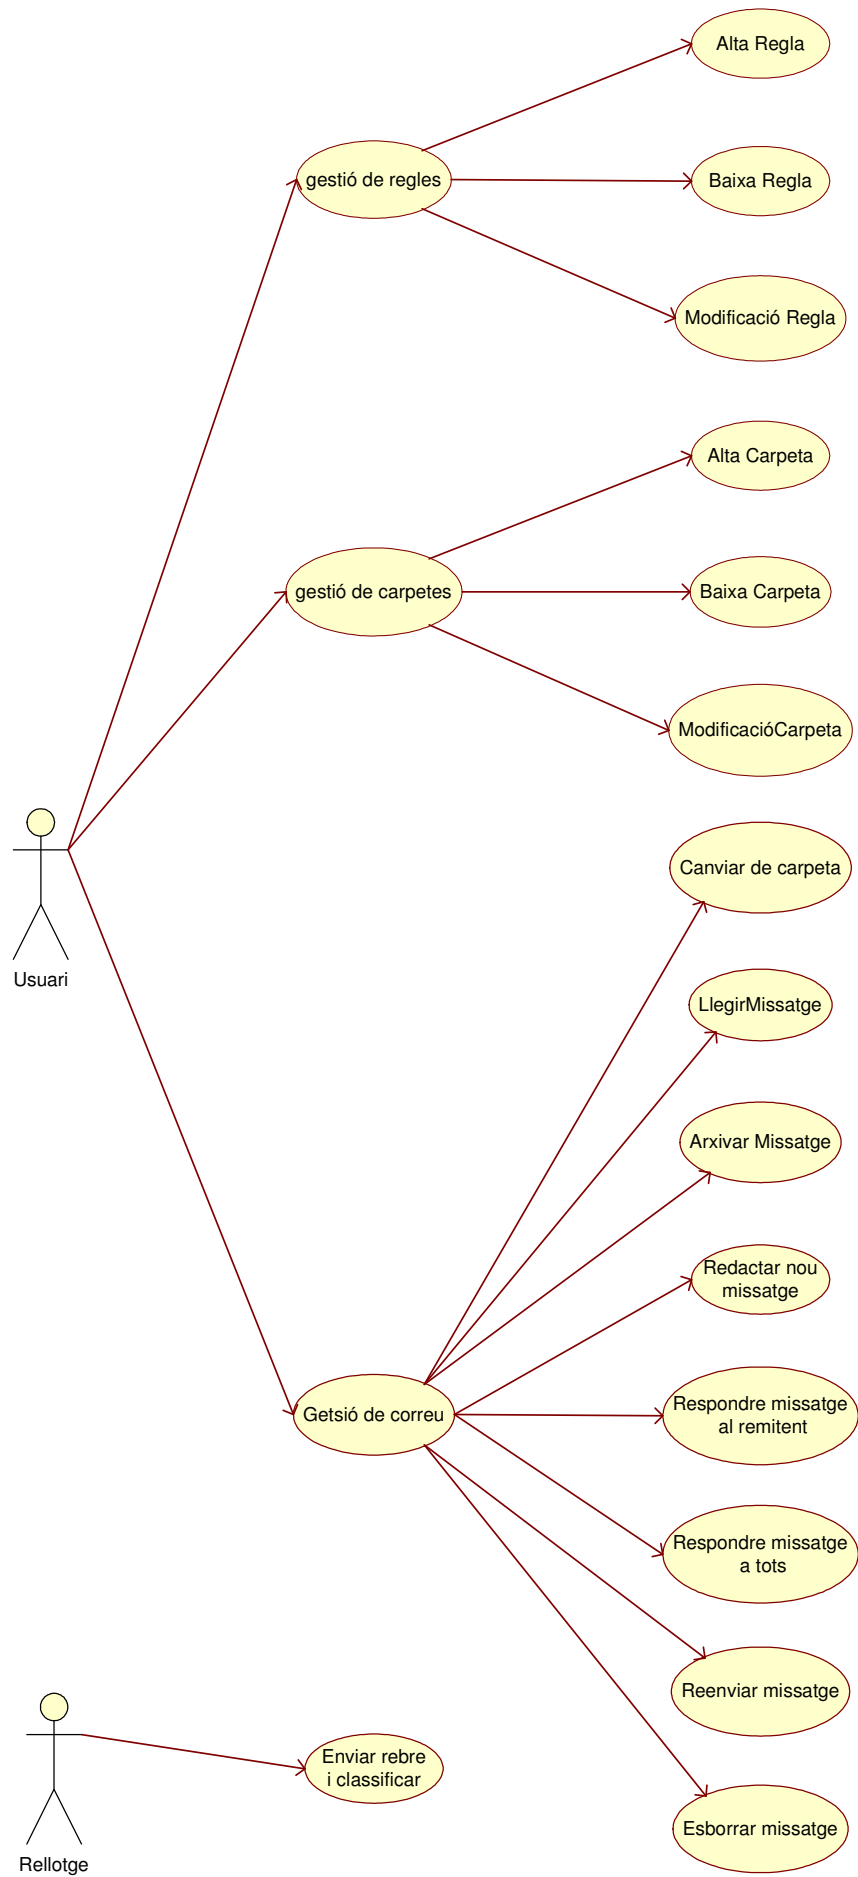 Alta Regla
gestió de regles
Baixa Regla
Modificació Regla
Alta Carpeta
gestió de carpetes
Baixa Carpeta
ModificacióCarpeta
Canviar de carpeta
Usuari
LlegirMissatge
Arxivar Missatge
Redactar nou
missatge
Getsió de correu
Respondre missatge
al remitent
Respondre missatge
a tots
Reenviar missatge
Enviar rebre
i classificar
Esborrar missatge
Rellotge